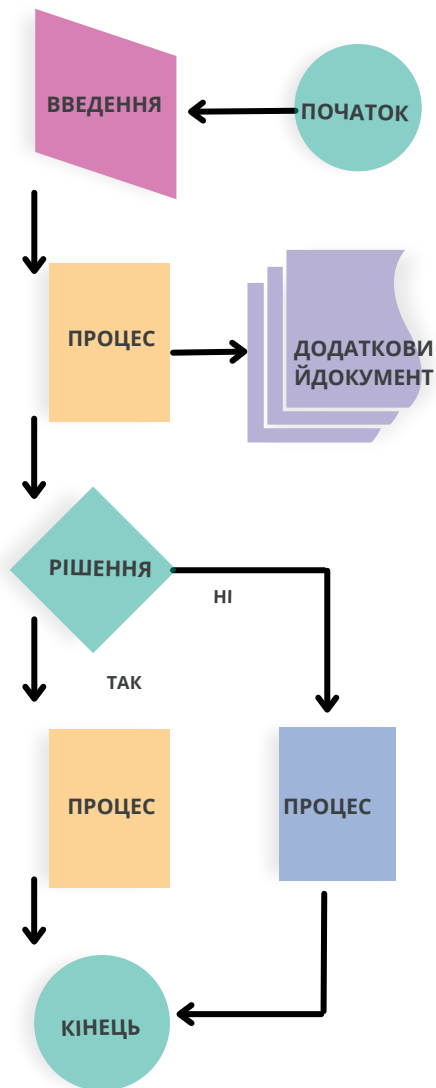 ВВЕДЕННЯ
ПОЧАТОК
ПРОЦЕС
ДОДАТКОВИ
ЙДОКУМЕНТ
РІШЕННЯ
НІ
ТАК
ПРОЦЕС
ПРОЦЕС
КІНЕЦЬ